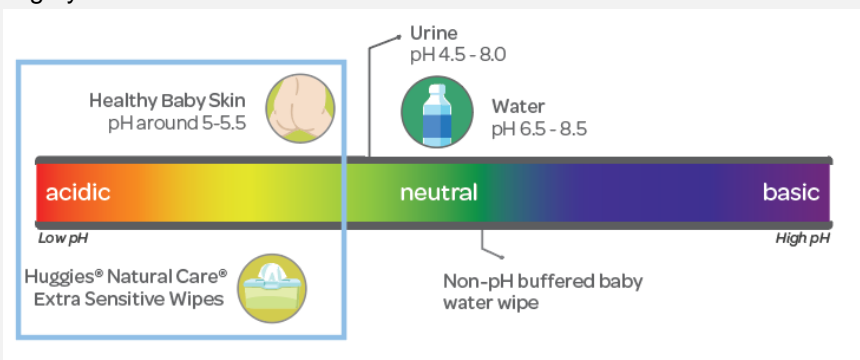 Urine
pH 4.5 - 8.0
Healthy Baby Skin
pH around 5-5.5
Water
pH 6.5 - 8.5
acidic
neutral
basic
Low pH
High pH
Huggies® Natural Care®
Extra Sensitive Wipes
Non-pH buffered baby
water wipe